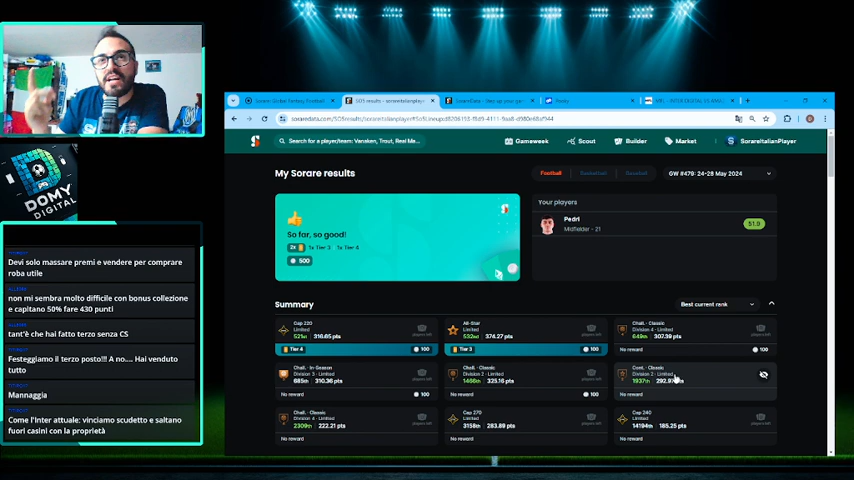 DOMY
DIGITAL
Devi solo massare premi e vendere per comprare
roba utile
non mi sembra molto difficile con bonus collezione
e capitano 50% fare 430 punti
tant'è che hai fatto terzo senza CS
Festeggiamo il terzo posto!!! A no.... Hai venduto
tutto
Mannaggia
Come l'Inter attuale: vinciamo scudetto e saltano
fuori casini con la proprietà
Search for a player/team: Vanaken, Trout, Real Ma...
Gameweek
Scout
Builder
Market
SorareItalianPlayer
My Sorare results
Football
Basketball
Baseball
GW #479: 24-28 May 2024
So far, so good!
2x
1x Tier 3
1x Tier 4
500
Your players
Pedri
Midfielder - 21
51.9
Summary
Best current rank
Cap 220
Limited
521st
310.65 pts
Tier 4
100
All-Star
Limited
532nd
374.27 pts
Tier 3
100
Chall. - Classic
Division 4 - Limited
649th
307.39 pts
No reward
100
Chall. In-Season
Division 3 - Limited
685th
310.36 pts
No reward
100
Chall. - Classic
Division 2 - Limited
1466th
325.16 pts
No reward
100
Cont. - Classic
Division 2 - Limited
1937th
No reward
Chall. - Classic
Division 4 - Limited
2309th
222.21 pts
No reward
Cap 270
Limited
3158th
283.89 pts
No reward
Cap 240
Limited
14194th
185.25 pts
No reward